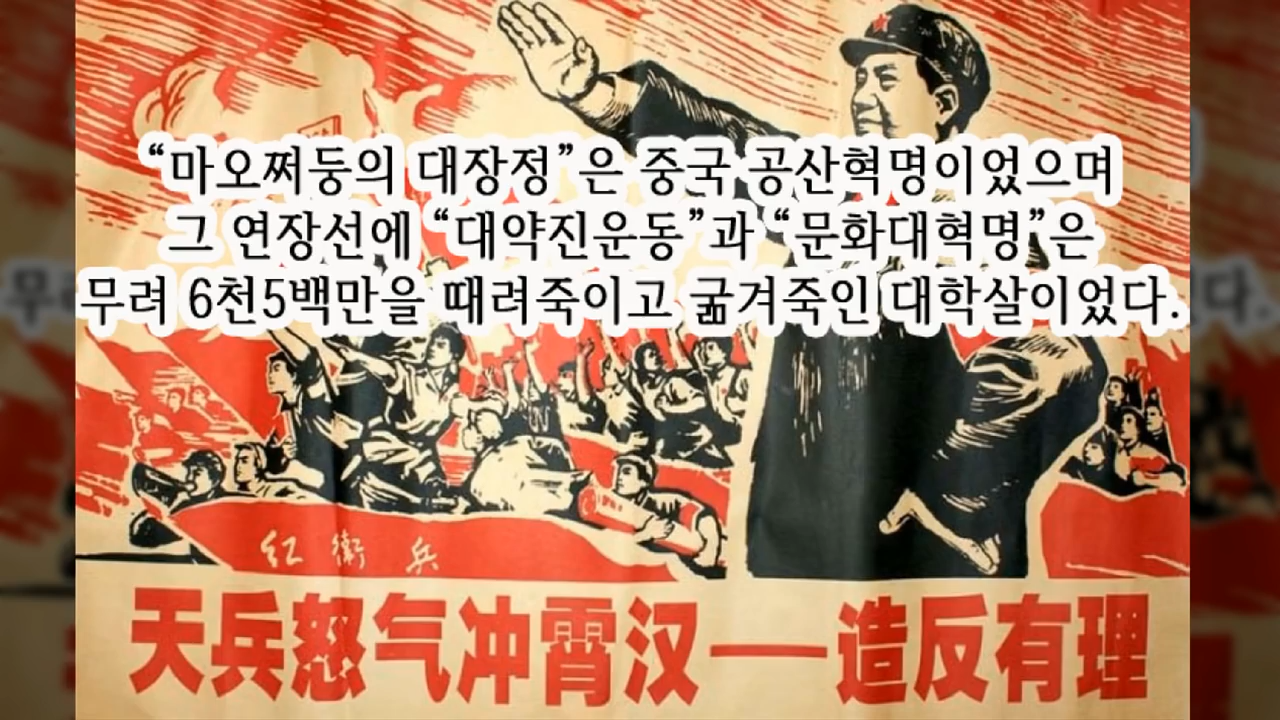 “마오쩌둥의 대장정”은 중국 공산혁명이었으며
그 연장선에 “대약진운동”과 “문화대혁명”은
무려 6천5백만을 때려죽이고 굶겨죽인 대학살이었다.
红衛兵
天兵怒气冲霄汉——造反有理